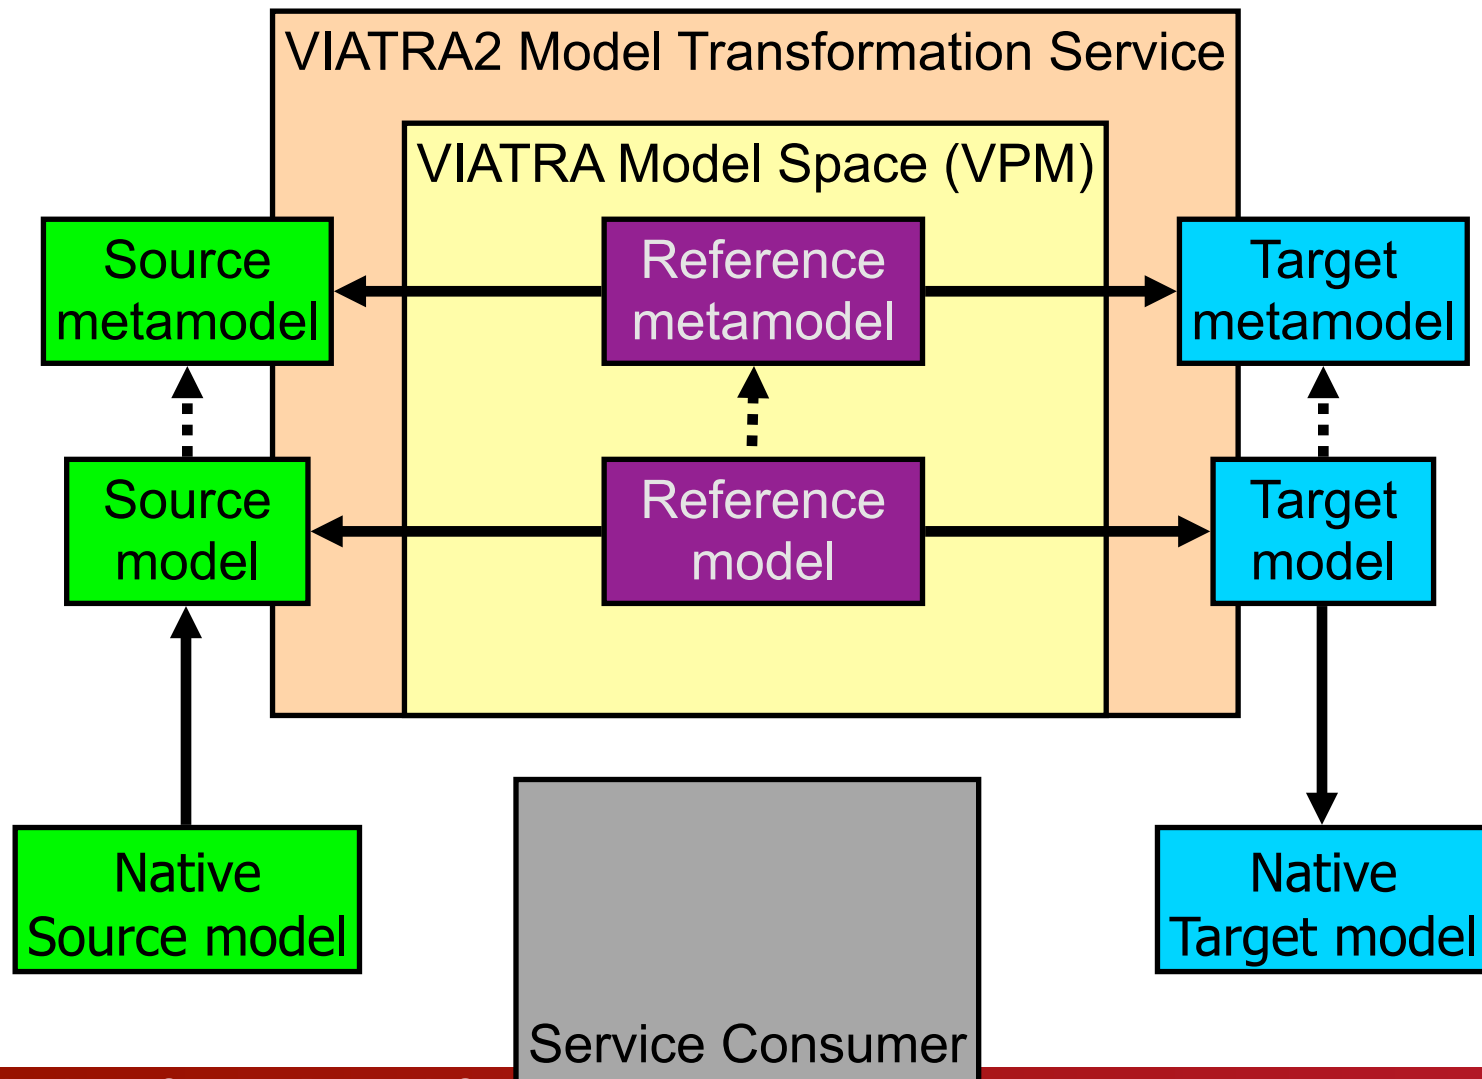 VIATRA2 Model Transformation Service
VIATRA Model Space (VPM)
Source
metamodel
Reference
metamodel
Target
metamodel
Source
model
Reference
model
Target
model
Native
Source model
Native
Target model
Service Consumer